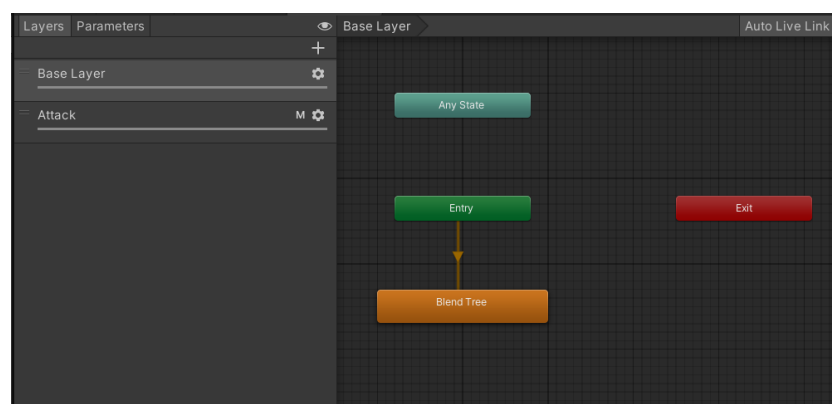 Layers Parameters
Base Layer
Auto Live Link
+
Base Layer
Attack M
Any State
Entry
Exit
Blend Tree